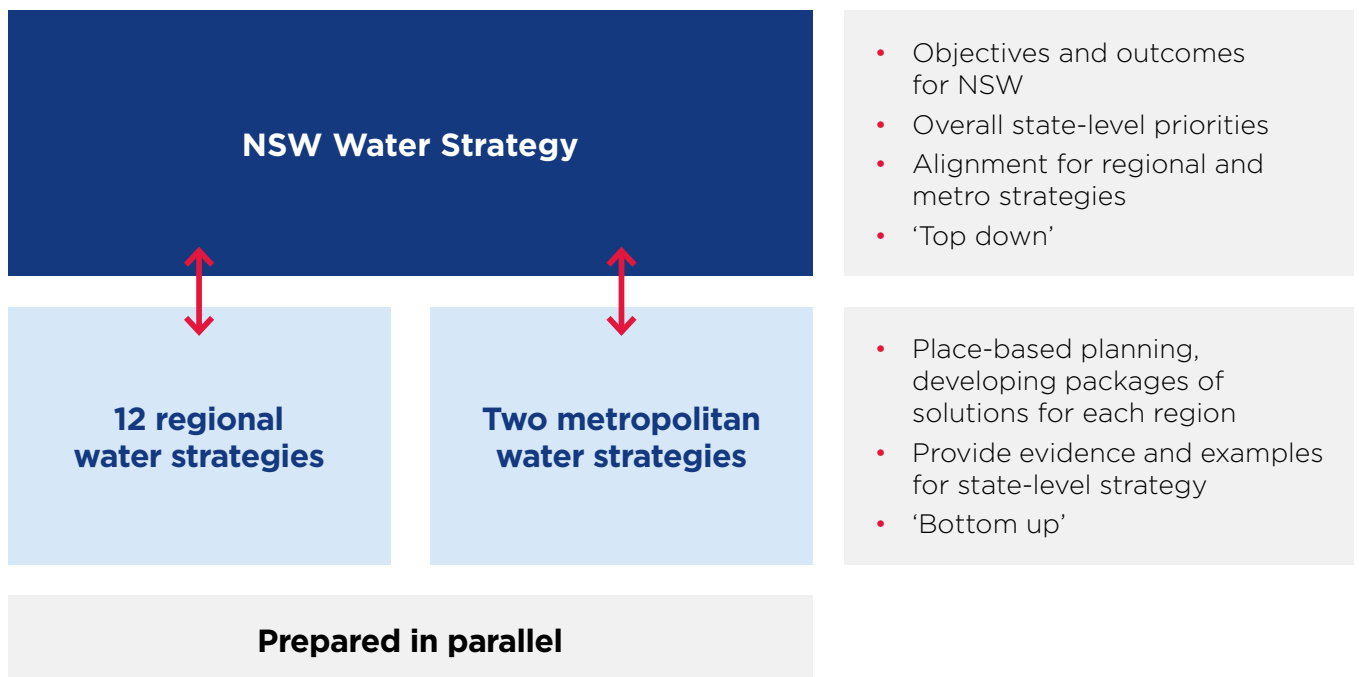 NSW Water Strategy
• Objectives and outcomes
for NSW
• Overall state-level priorities
• Alignment for regional and
metro strategies
• ‘Top down’
12 regional
water strategies
Two metropolitan
water strategies
• Place-based planning,
developing packages of
solutions for each region
• Provide evidence and examples
for state-level strategy
• ‘Bottom up’
Prepared in parallel